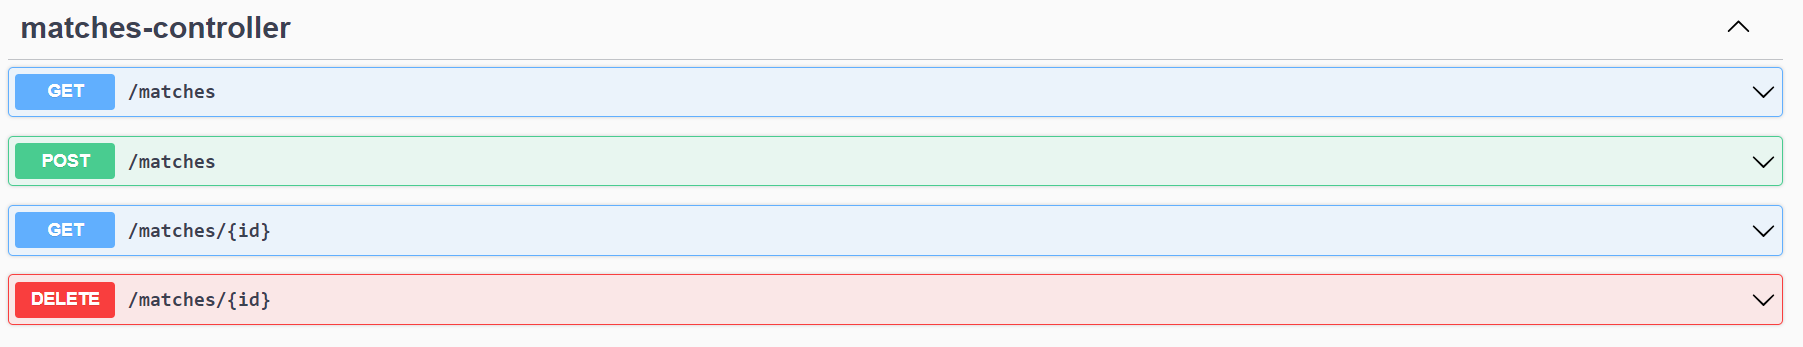 matches-controller
GET /matches
POST /matches
GET /matches/{id}
DELETE /matches/{id}